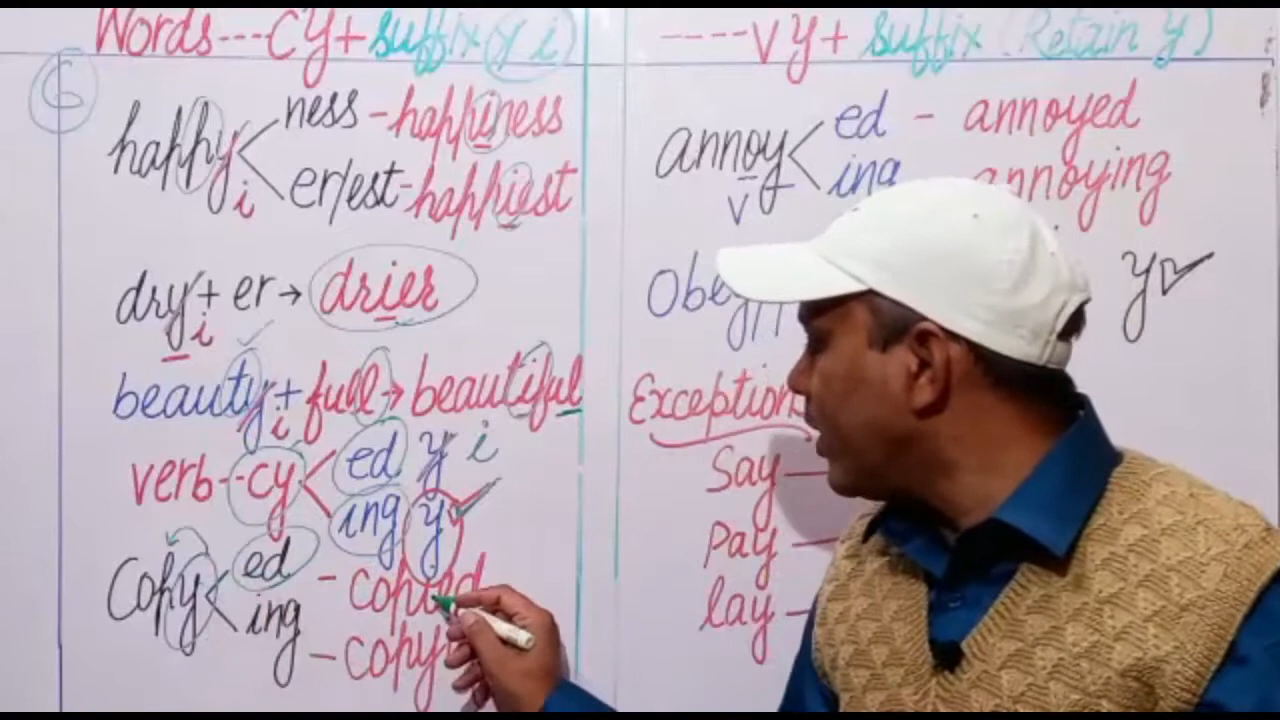 Words---CY+suffix(y i)
6
happy i
ness - happiness
er/est - happiest
dry i + er → drier
beauty i + full → beautiful
verb--cy
ed y i
ing y ✓
Copy
ed - copied
ing - copy
----VY+ suffix (Retain y)
annoy
v
ed - annoyed
ing - annoying
y ✓
Exception
Say —
Pay —
lay —